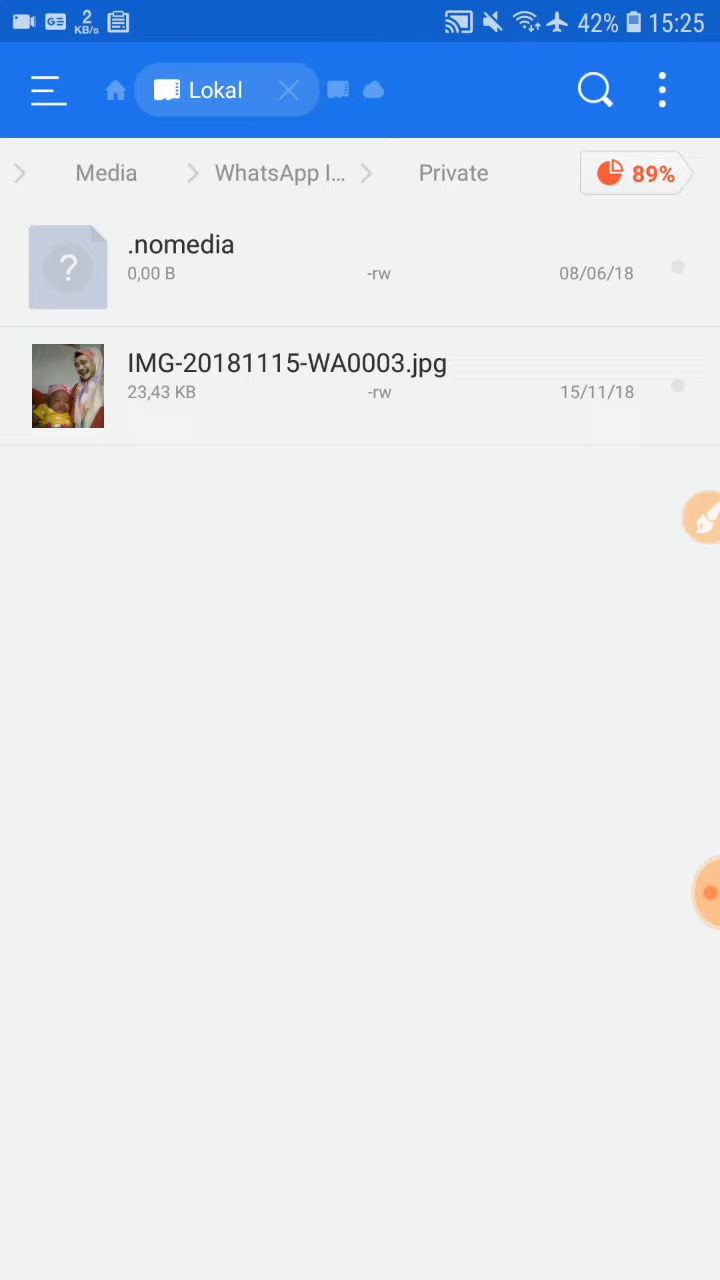 GE 2 KB/s 42% 15:25
Lokal
Media WhatsApp I... Private 89%
.nomedia
0,00 B -rw 08/06/18
IMG-20181115-WA0003.jpg
23,43 KB -rw 15/11/18